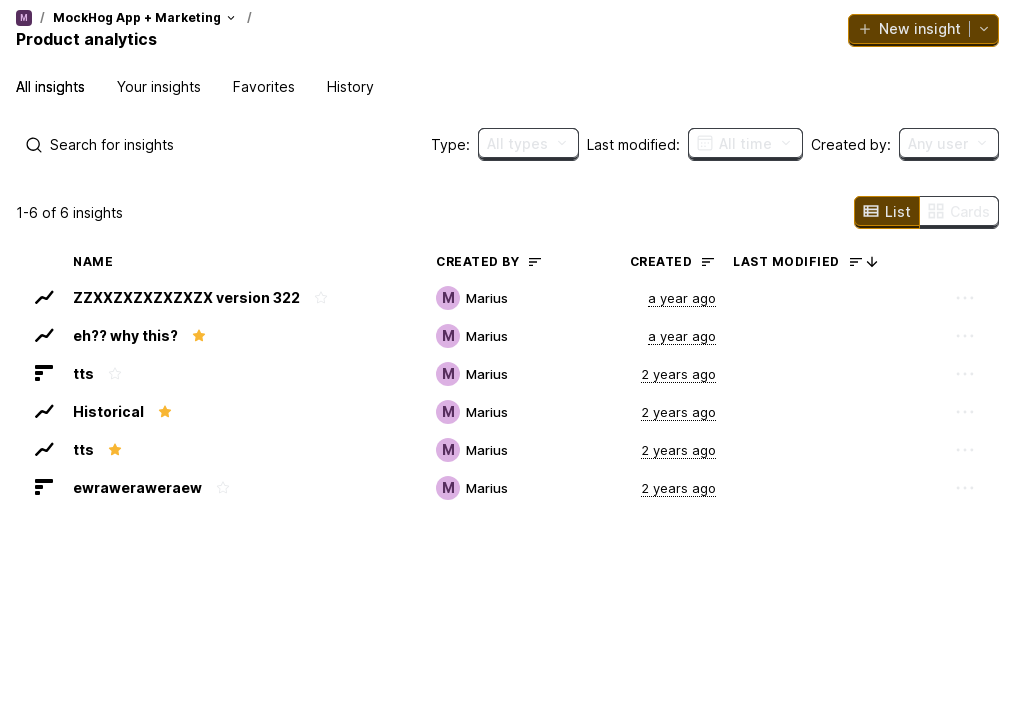 M / MockHog App + Marketing /
Product analytics
New insight
All insights Your insights Favorites History
Search for insights Type: All types Last modified: All time Created by: Any user
1-6 of 6 insights List Cards
NAME CREATED BY CREATED LAST MODIFIED
ZZXXZXZXZXZXZX version 322 M Marius a year ago
eh?? why this? M Marius a year ago
tts M Marius 2 years ago
Historical M Marius 2 years ago
tts M Marius 2 years ago
ewraweraweraew M Marius 2 years ago